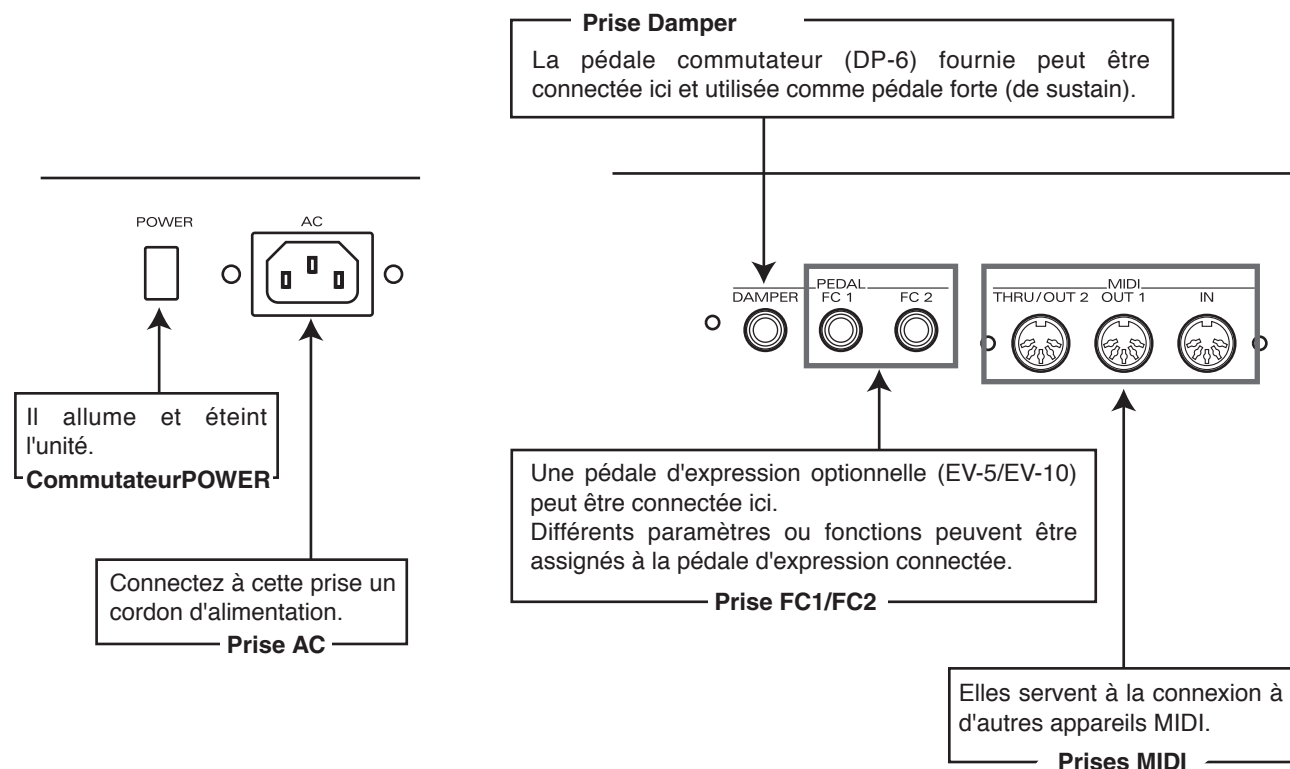 Prise Damper
La pédale commutateur (DP-6) fournie peut être
connectée ici et utilisée comme pédale forte (de sustain).
POWER
AC
Il allume et éteint
l'unité.
CommutateurPOWER
Connectez à cette prise un
cordon d'alimentation.
Prise AC
PEDAL
DAMPER FC 1 FC 2
MIDI
THRU/OUT 2 OUT 1 IN
Une pédale d'expression optionnelle (EV-5/EV-10)
peut être connectée ici.
Différents paramètres ou fonctions peuvent être
assignés à la pédale d'expression connectée.
Prise FC1/FC2
Elles servent à la connexion à
d'autres appareils MIDI.
Prises MIDI